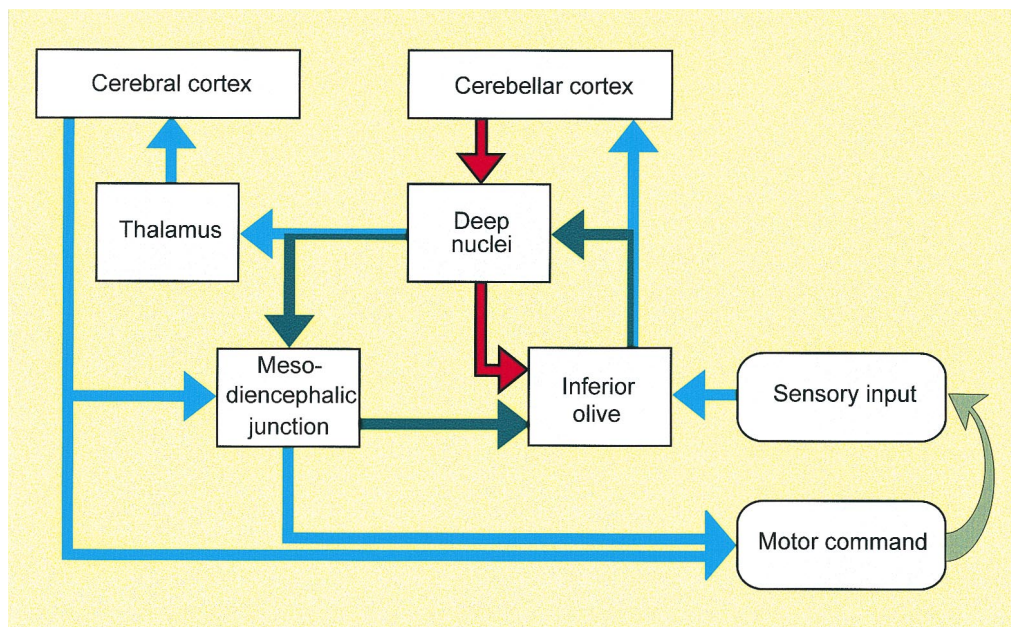 Cerebral cortex
Cerebellar cortex
Thalamus
Deep
nuclei
Meso-
diencephalic
junction
Inferior
olive
Sensory input
Motor command